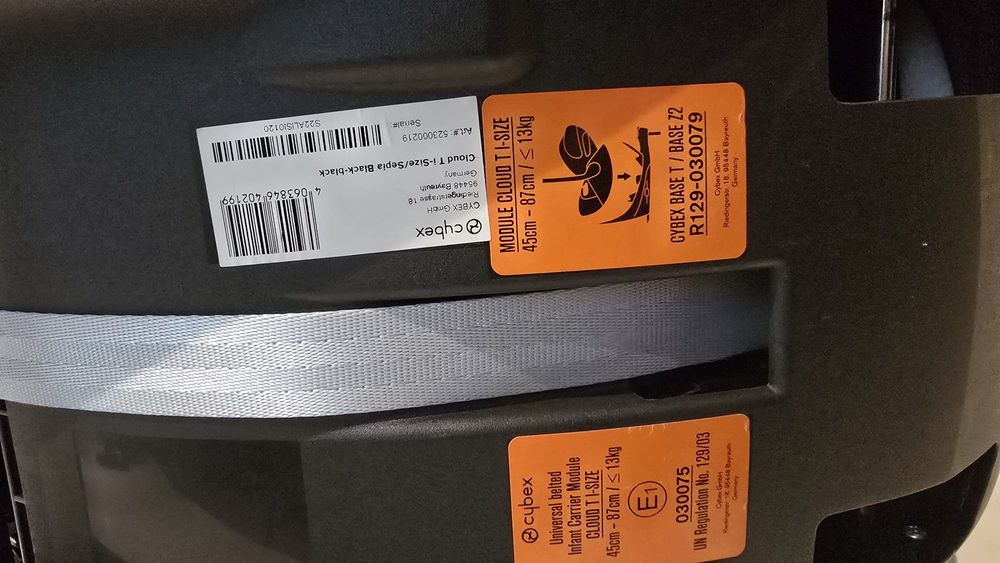 cybex
CYBEX GmbH
Riedingerstrasse 18
95448 Bayreuth
Germany
Cloud T i-Size/Sepia Black-black
4 063846 402199
Art.#: 523000219
Serial#:
S22ALISI0120
MODULE CLOUD T I-SIZE
45cm – 87cm / ≤ 13kg
CYBEX BASE T / BASE Z2
R129-030079
Cybex GmbH
Riedingerstr. 18, 95448 Bayreuth
Germany
cybex
Universal belted
Infant Carrier Module
CLOUD T I-SIZE
45cm – 87cm / ≤ 13kg
E1
030075
UN Regulation No. 129/03
Cybex GmbH
Riedingerstr. 18, 95448 Bayreuth
Germany